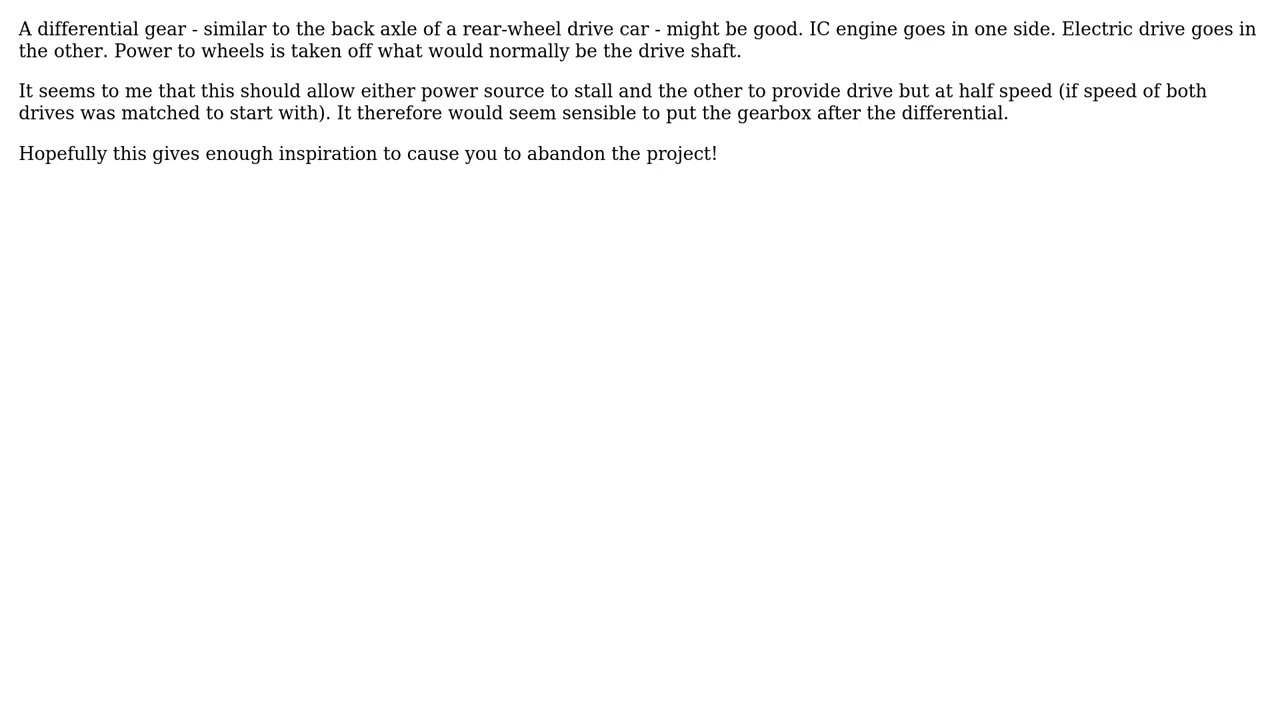 A differential gear - similar to the back axle of a rear-wheel drive car - might be good. IC engine goes in one side. Electric drive goes in
the other. Power to wheels is taken off what would normally be the drive shaft.
It seems to me that this should allow either power source to stall and the other to provide drive but at half speed (if speed of both
drives was matched to start with). It therefore would seem sensible to put the gearbox after the differential.
Hopefully this gives enough inspiration to cause you to abandon the project!